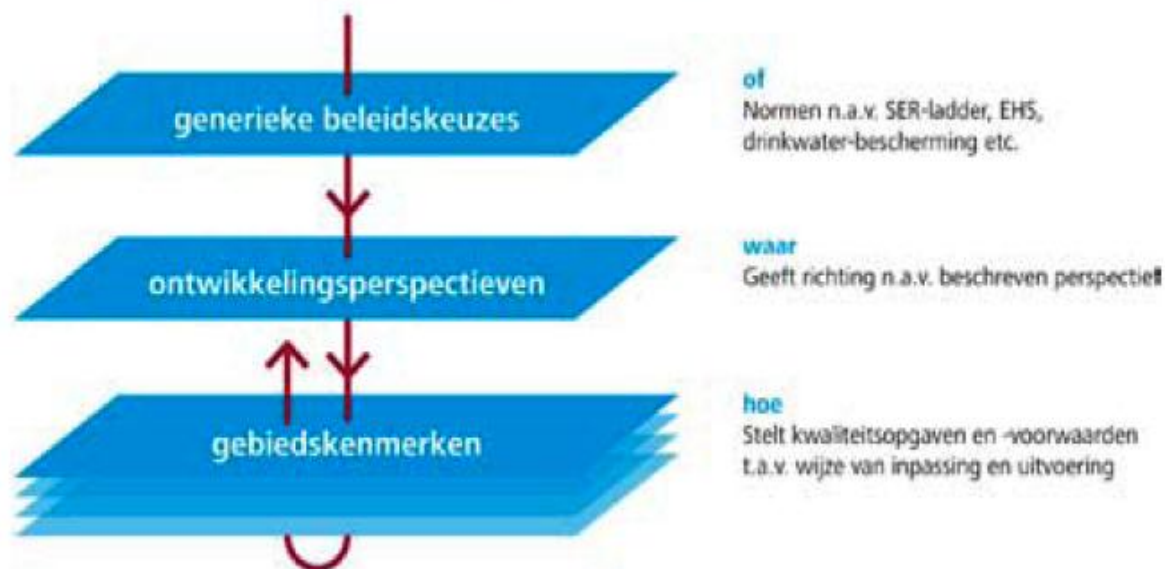 generieke beleidskeuzes
of
Normen n.a.v. SER-ladder, EHS,
drinkwater-bescherming etc.
ontwikkelingsperspectieven
waar
Geeft richting n.a.v. beschreven perspectief
gebiedskenmerken
hoe
Stelt kwaliteitsopgaven en -voorwaarden
t.a.v. wijze van inpassing en uitvoering